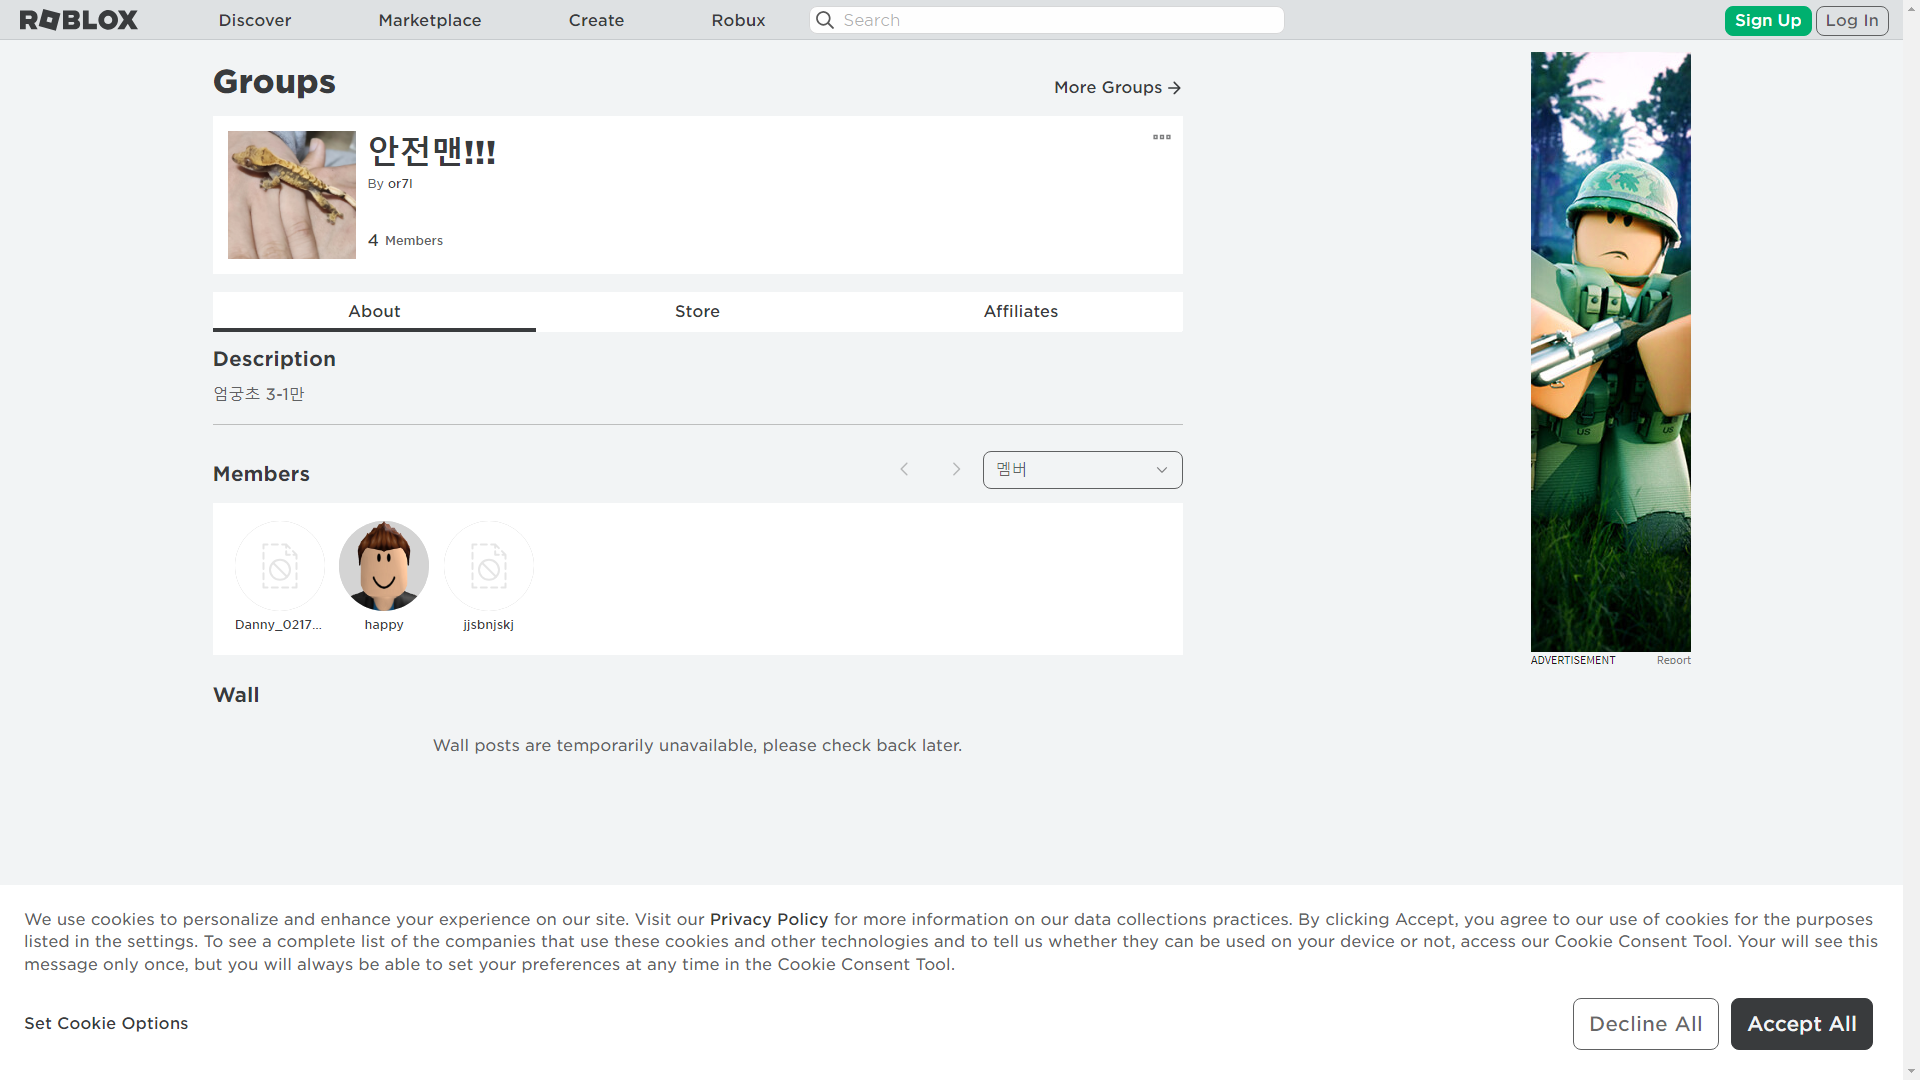 ROBLOX
Discover
Marketplace
Create
Robux
Search
Sign Up
Log In
Groups
More Groups
안전맨!!!
By or7l
4 Members
About
Store
Affiliates
Description
엄궁초 3-1만
Members
멤버
Danny_0217...
happy
jjsbnjskj
US
US
ADVERTISEMENT
Report
Wall
Wall posts are temporarily unavailable, please check back later.
We use cookies to personalize and enhance your experience on our site. Visit our Privacy Policy for more information on our data collections practices. By clicking Accept, you agree to our use of cookies for the purposes
listed in the settings. To see a complete list of the companies that use these cookies and other technologies and to tell us whether they can be used on your device or not, access our Cookie Consent Tool. Your will see this
message only once, but you will always be able to set your preferences at any time in the Cookie Consent Tool.
Set Cookie Options
Decline All
Accept All